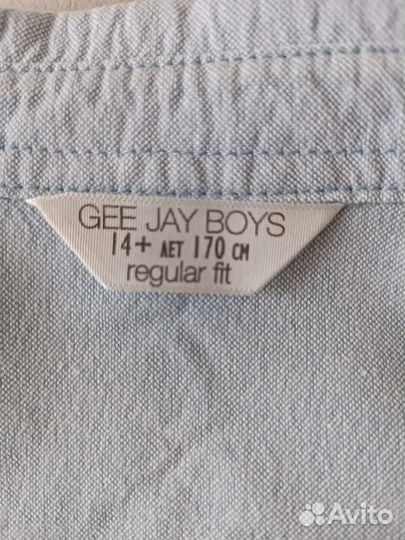 GEE JAY BOYS
14+ ЛЕТ 170 СМ
regular fit
Avito